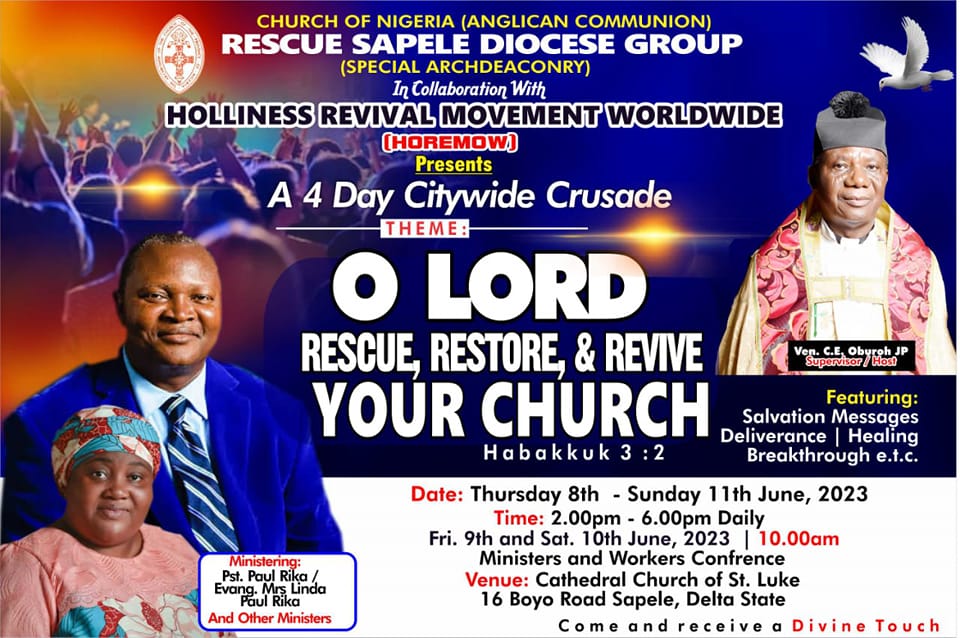 CHURCH OF NIGERIA (ANGLICAN COMMUNION)
RESCUE SAPELE DIOCESE GROUP
(SPECIAL ARCHDEACONRY)
In Collaboration With
HOLLINESS REVIVAL MOVEMENT WORLDWIDE
(HOREMOW)
Presents
A 4 Day Citywide Crusade
THEME:
O LORD
RESCUE, RESTORE, & REVIVE
YOUR CHURCH
Habakkuk 3 :2
Ven. C.E, Oburoh JP
Supervisor / Host
Featuring:
Salvation Messages
Deliverance | Healing
Breakthrough e.t.c.
Date: Thursday 8th - Sunday 11th June, 2023
Time: 2.00pm - 6.00pm Daily
Fri. 9th and Sat. 10th June, 2023 | 10.00am
Ministers and Workers Confrence
Venue: Cathedral Church of St. Luke
16 Boyo Road Sapele, Delta State
Ministering:
Pst. Paul Rika /
Evang. Mrs Linda
Paul Rika
And Other Ministers
Come and receive a Divine Touch